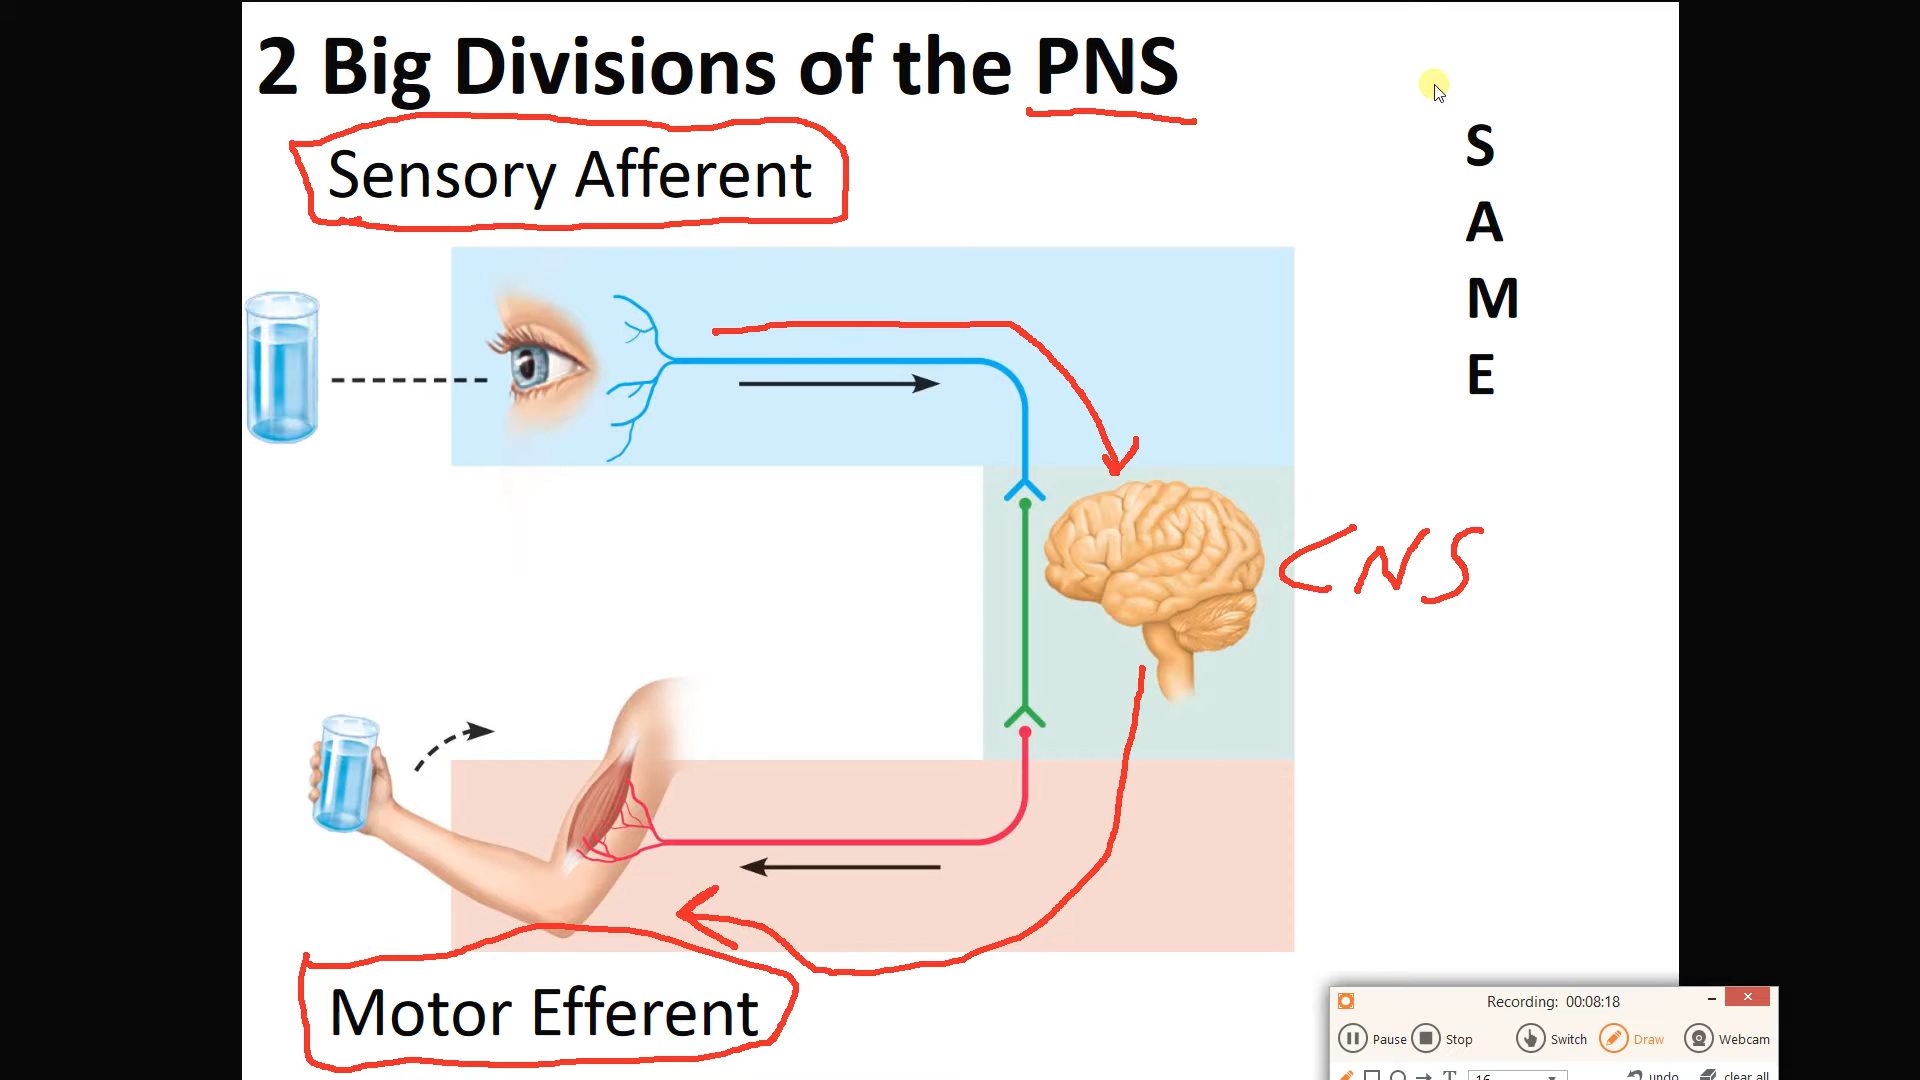 2 Big Divisions of the PNS
Sensory Afferent
S
A
M
E
CNS
Motor Efferent
Recording: 00:08:18
Pause Stop Switch Draw Webcam
T 16 undo clear all